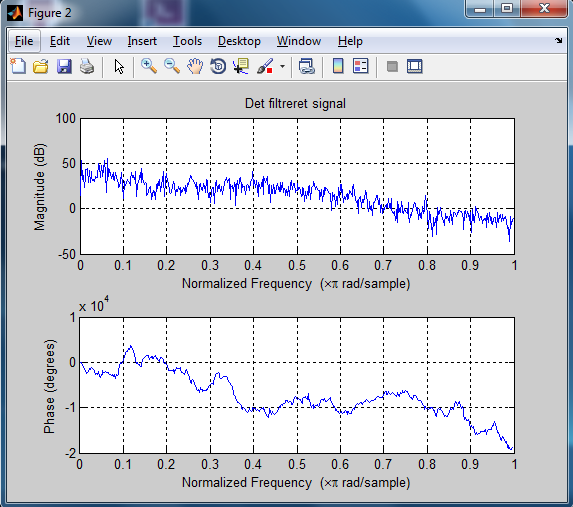 Figure 2
File Edit View Insert Tools Desktop Window Help
Det filtreret signal
100
50
0
-50
Magnitude (dB)
0 0.1 0.2 0.3 0.4 0.5 0.6 0.7 0.8 0.9 1
Normalized Frequency (×π rad/sample)
x 10^4
1
0
-1
-2
Phase (degrees)
0 0.1 0.2 0.3 0.4 0.5 0.6 0.7 0.8 0.9 1
Normalized Frequency (×π rad/sample)